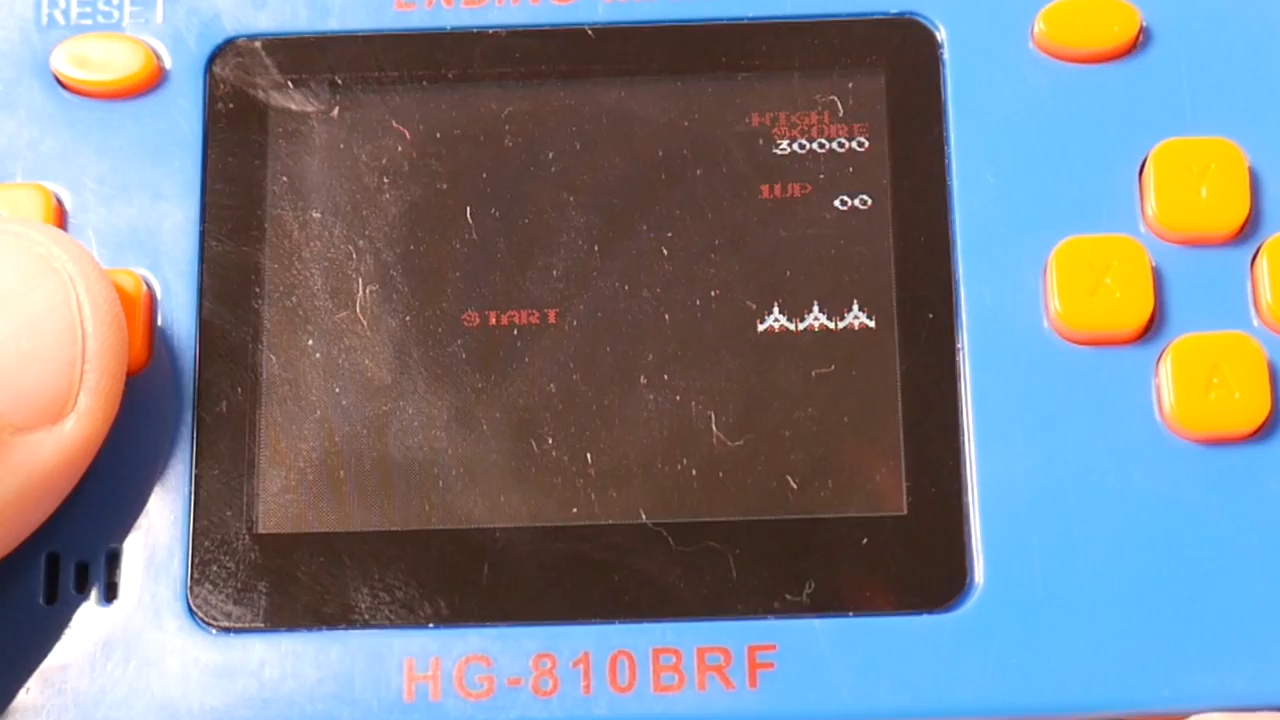 RESET
HIGH
SCORE
30000
1UP
00
START
Y
X
A
HG-810BRF